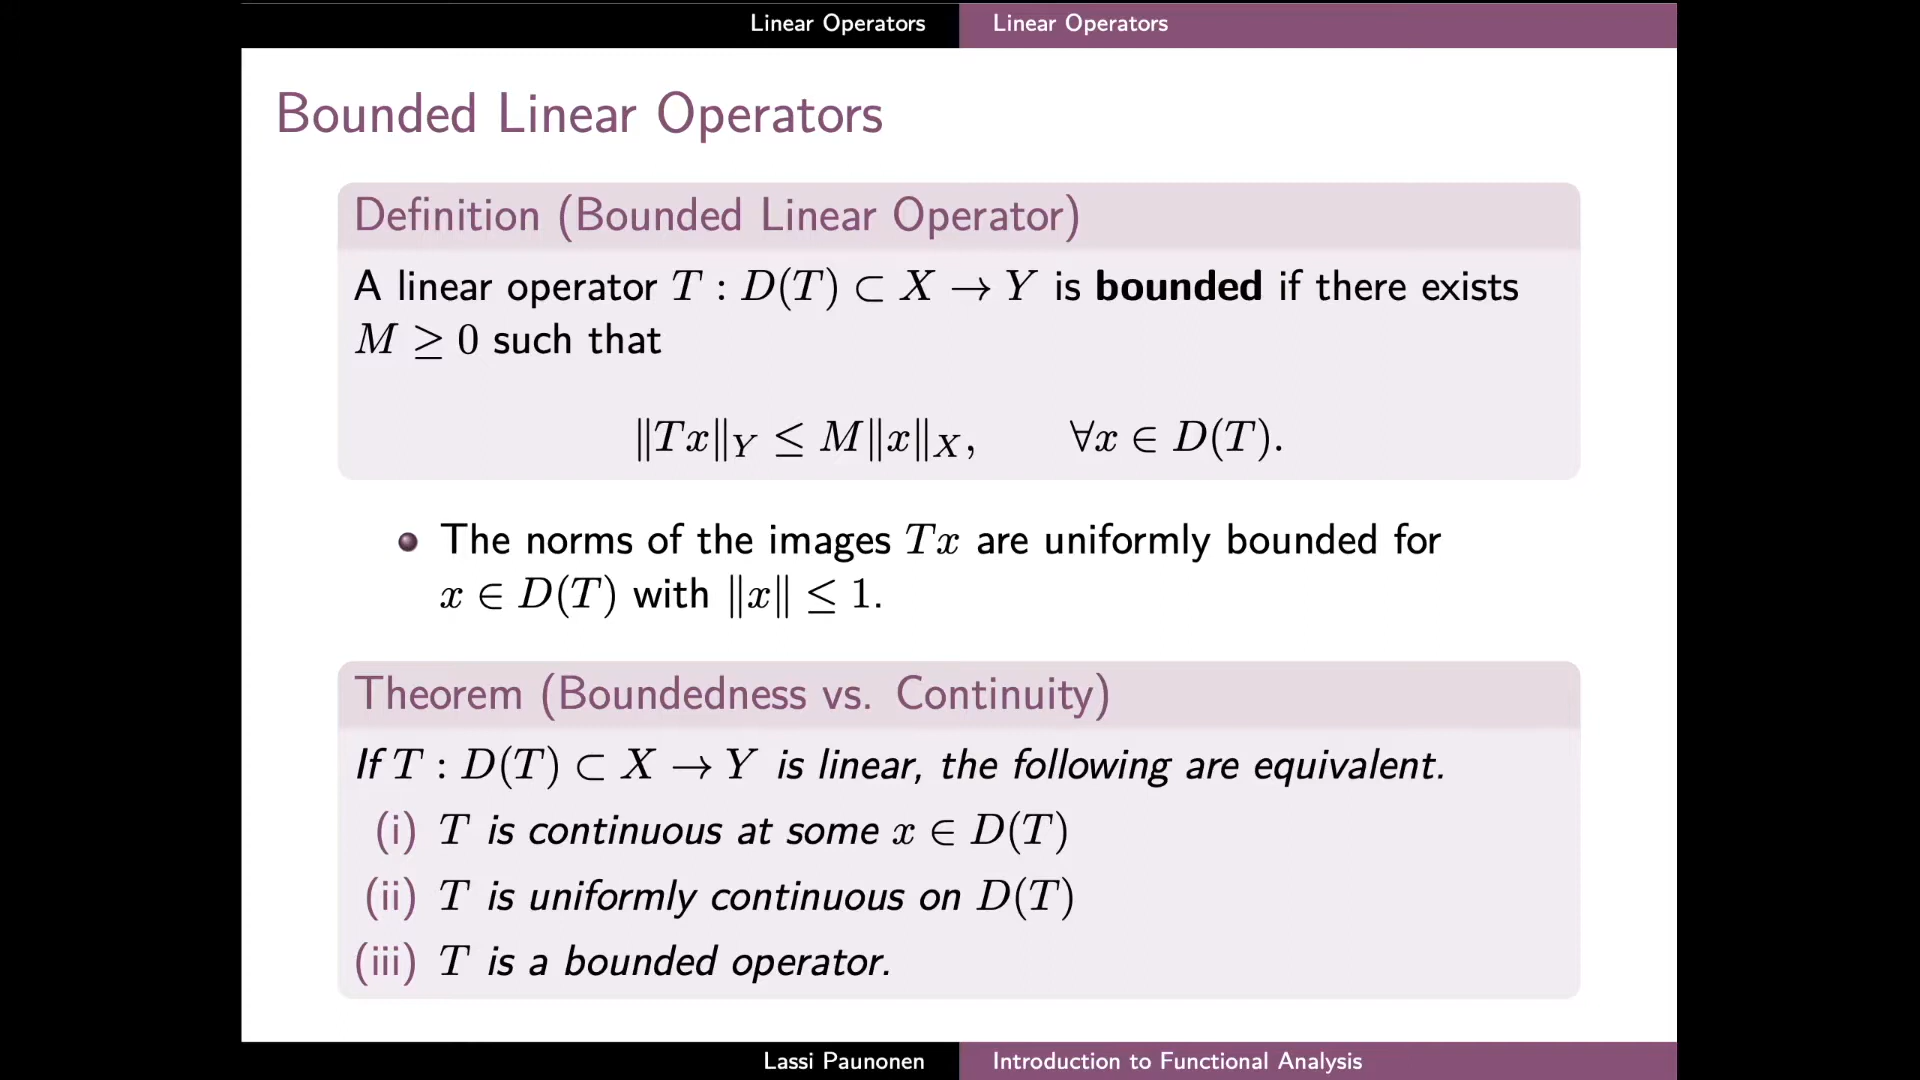 Linear Operators Linear Operators
Bounded Linear Operators
Definition (Bounded Linear Operator)
A linear operator T : D(T) ⊂ X → Y is bounded if there exists
M ≥ 0 such that
‖Tx‖_Y ≤ M‖x‖_X, ∀x ∈ D(T).
The norms of the images Tx are uniformly bounded for
x ∈ D(T) with ‖x‖ ≤ 1.
Theorem (Boundedness vs. Continuity)
If T : D(T) ⊂ X → Y is linear, the following are equivalent.
(i) T is continuous at some x ∈ D(T)
(ii) T is uniformly continuous on D(T)
(iii) T is a bounded operator.
Lassi Paunonen Introduction to Functional Analysis